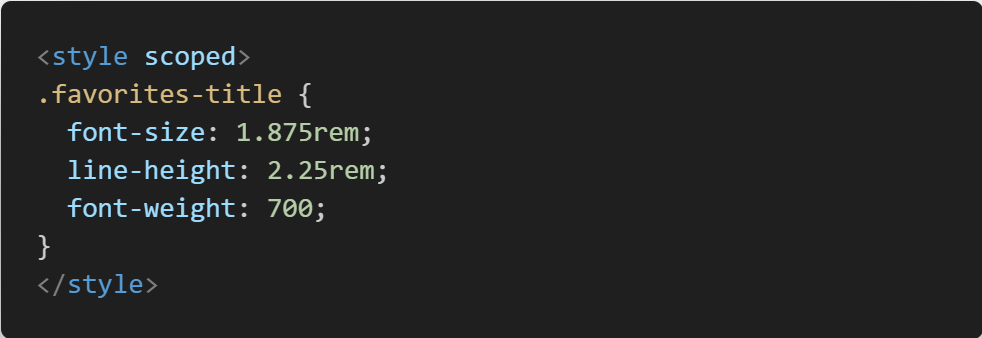 <style scoped>
.favorites-title {
  font-size: 1.875rem;
  line-height: 2.25rem;
  font-weight: 700;
}
</style>